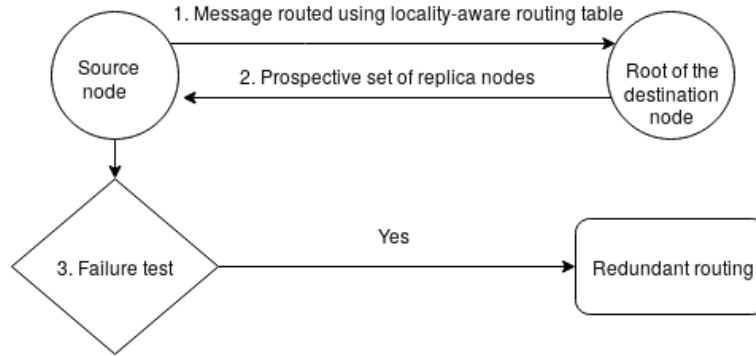 1. Message routed using locality-aware routing table
Source
node
2. Prospective set of replica nodes
Root of the
destination
node
3. Failure test
Yes
Redundant routing